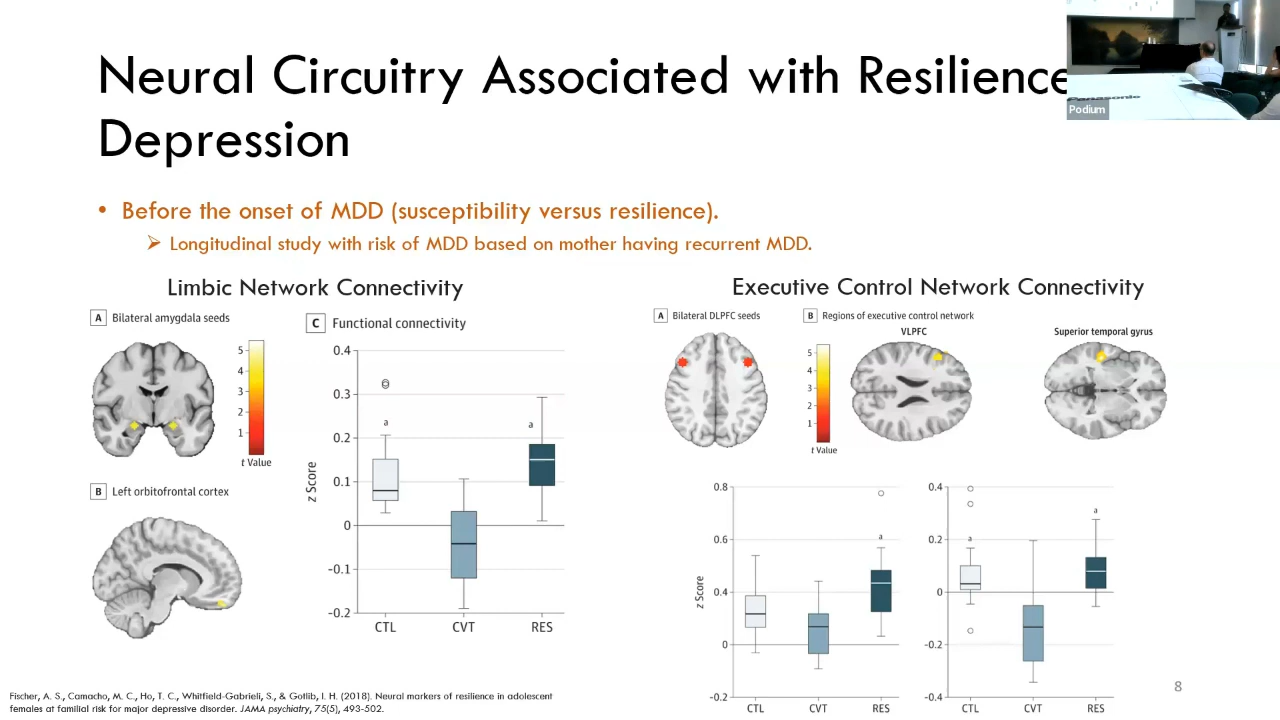 Neural Circuitry Associated with Resilience
Depression
Panasonic
Podium
• Before the onset of MDD (susceptibility versus resilience).
➢ Longitudinal study with risk of MDD based on mother having recurrent MDD.
Limbic Network Connectivity
A Bilateral amygdala seeds
5
4
3
2
1
t Value
B Left orbitofrontal cortex
C Functional connectivity
z Score
0.4
0.3
0.2
0.1
0
-0.1
-0.2
a
a
CTL CVT RES
Executive Control Network Connectivity
A Bilateral DLPFC seeds
B Regions of executive control network
VLPFC
Superior temporal gyrus
5
4
3
2
1
t Value
z Score
0.8
0.6
0.4
0
-0.2
a
CTL CVT RES
0.4
0.2
0
-0.2
-0.4
a
a
CTL CVT RES
Fischer, A. S., Camacho, M. C., Ho, T. C., Whitfield-Gabrieli, S., & Gotlib, I. H. (2018). Neural markers of resilience in adolescent
females at familial risk for major depressive disorder. JAMA psychiatry, 75(5), 493-502.
8